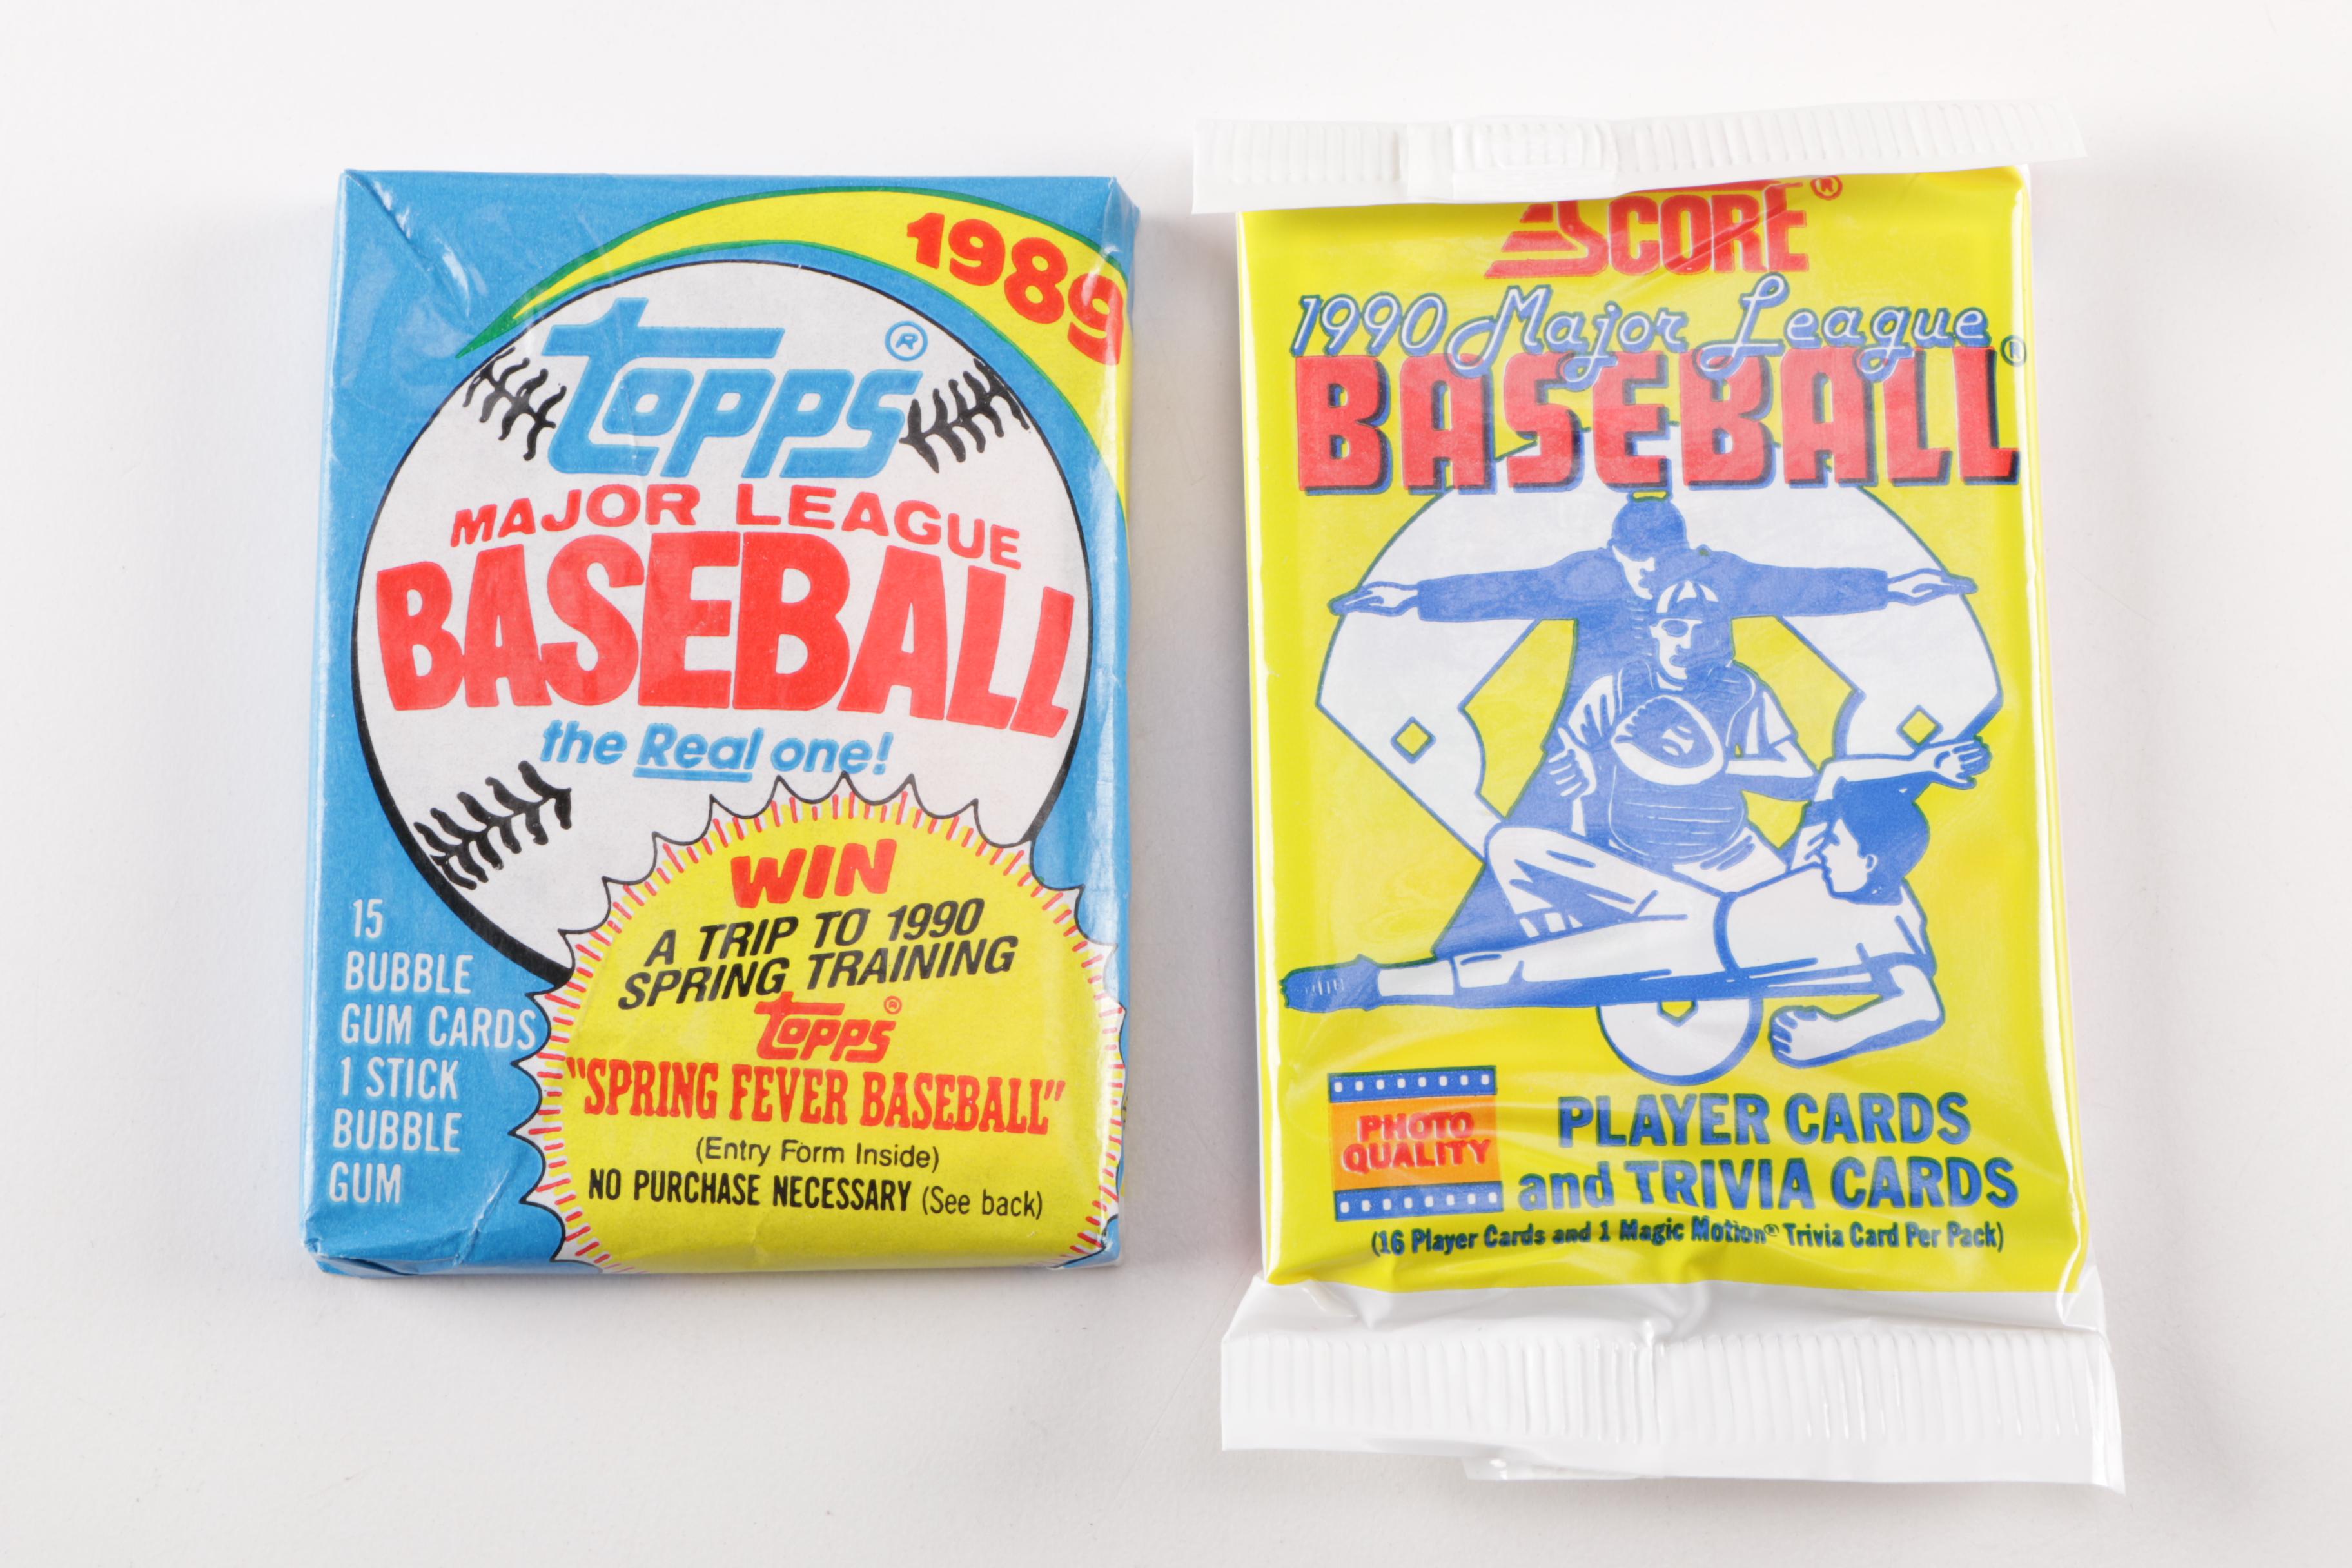 1989
Topps®
MAJOR LEAGUE
BASEBALL
the Real one!
WIN
A TRIP TO 1990
SPRING TRAINING
Topps®
"SPRING FEVER BASEBALL"
(Entry Form Inside)
NO PURCHASE NECESSARY (See back)
15
BUBBLE
GUM CARDS
1 STICK
BUBBLE
GUM
SCORE®
1990 Major League
BASEBALL®
PHOTO
QUALITY
PLAYER CARDS
and TRIVIA CARDS
(16 Player Cards and 1 Magic Motion® Trivia Card Per Pack)